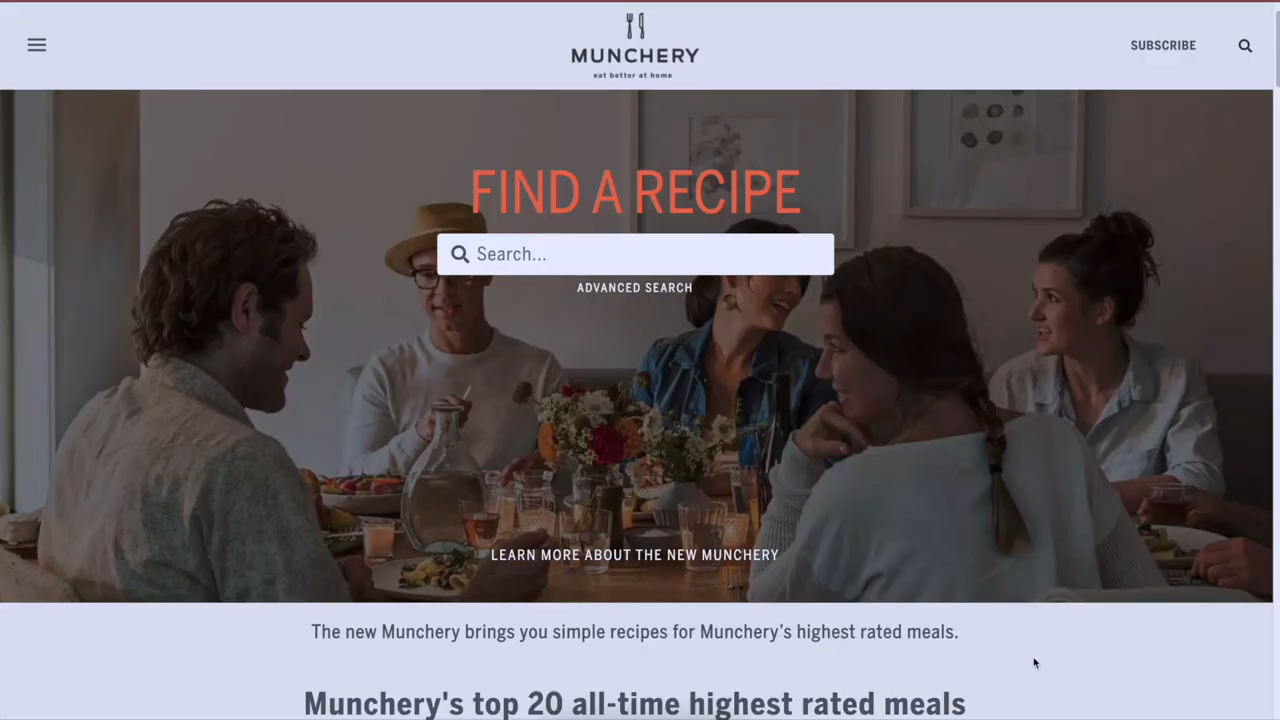 MUNCHERY
eat better at home
SUBSCRIBE
FIND A RECIPE
Search...
ADVANCED SEARCH
LEARN MORE ABOUT THE NEW MUNCHERY
The new Munchery brings you simple recipes for Munchery's highest rated meals.
Munchery's top 20 all-time highest rated meals